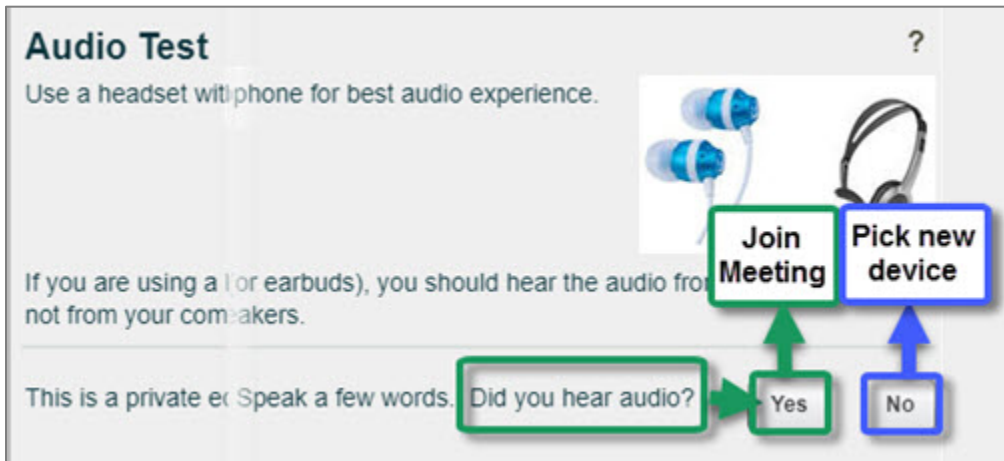 Audio Test
?
Use a headset wit phone for best audio experience.
Join
Meeting
Pick new
device
If you are using a or earbuds), you should hear the audio fro
not from your com akers.
This is a private e Speak a few words. Did you hear audio?
Yes
No